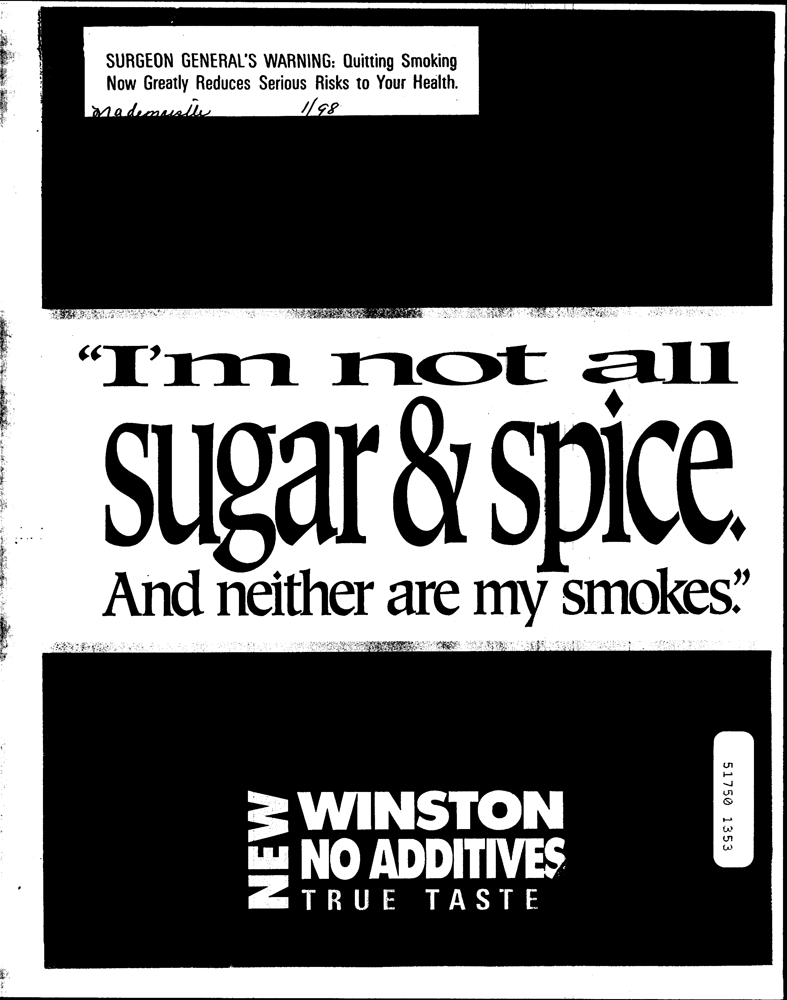 SURGEON GENERAL'S WARNING: Quitting Smoking
Now Greatly Reduces Serious Risks to Your Health.
Mademoiselle 1/98
“I'm not all
sugar & spice.
And neither are my smokes.”
NEW
WINSTON
NO ADDITIVES
TRUE TASTE
51750 1353